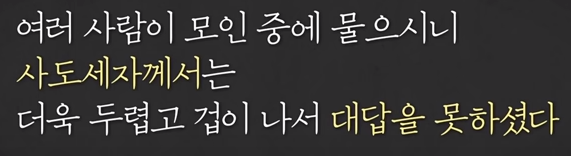 여러 사람이 모인 중에 물으시니
사도세자께서는
더욱 두렵고 겁이 나서 대답을 못하셨다